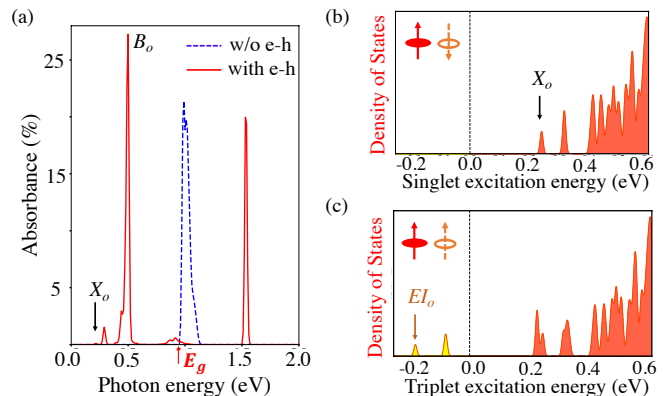 (a)
Absorbance (%)
25
15
5
B_o
w/o e-h
with e-h
X_o
0.0
0.5
1.0
1.5
2.0
E_g
Photon energy (eV)
(b)
Density of States
X_o
-0.2
0.0
0.2
0.4
0.6
Singlet excitation energy (eV)
(c)
Density of States
EI_o
-0.2
0.0
0.2
0.4
0.6
Triplet excitation energy (eV)